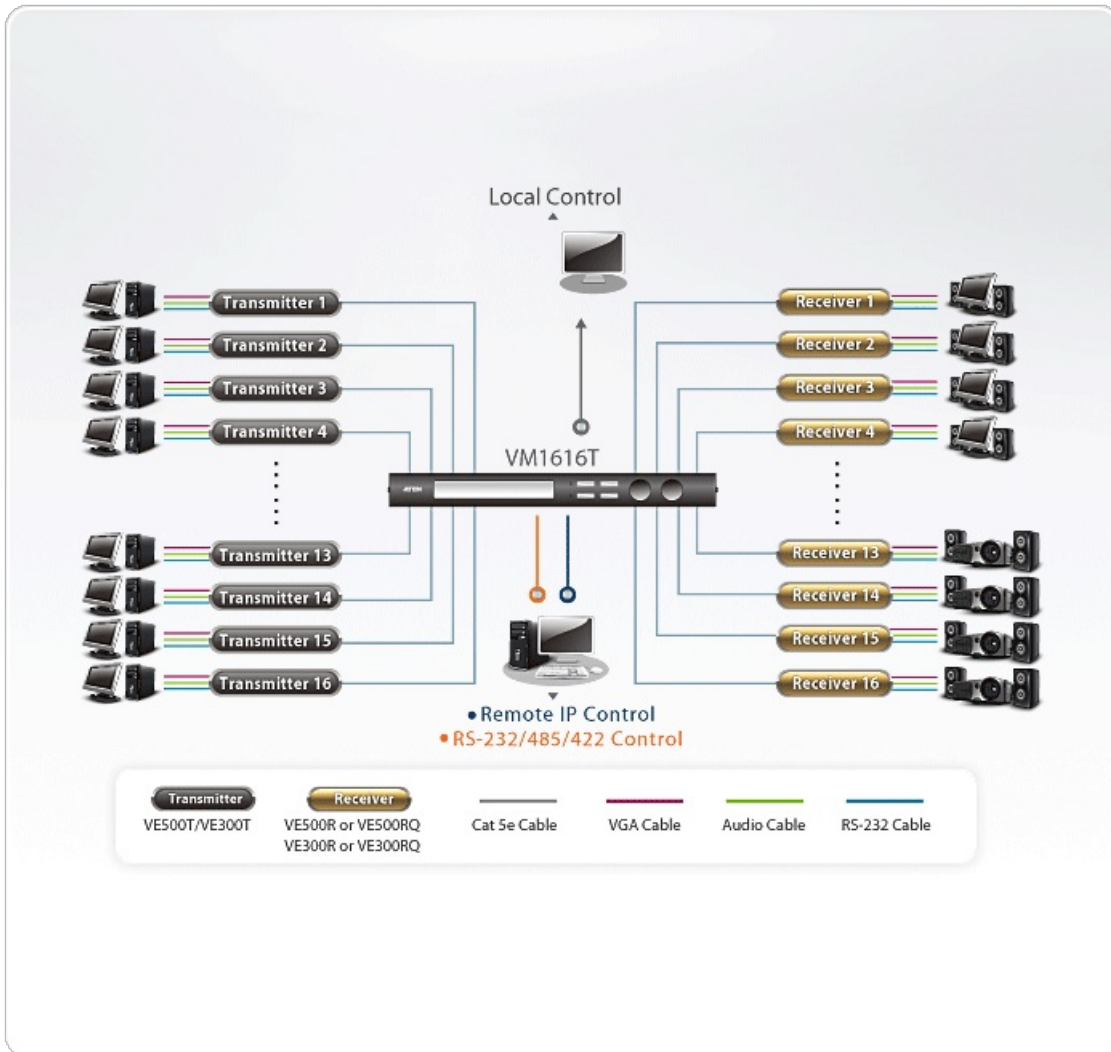 Local Control
Transmitter 1
Transmitter 2
Transmitter 3
Transmitter 4
Receiver 1
Receiver 2
Receiver 3
Receiver 4
VM1616T
ATEN
Transmitter 13
Transmitter 14
Transmitter 15
Transmitter 16
Receiver 13
Receiver 14
Receiver 15
Receiver 16
• Remote IP Control
• RS-232/485/422 Control
Transmitter
VE500T/VE300T
Receiver
VE500R or VE500RQ
VE300R or VE300RQ
Cat 5e Cable
VGA Cable
Audio Cable
RS-232 Cable